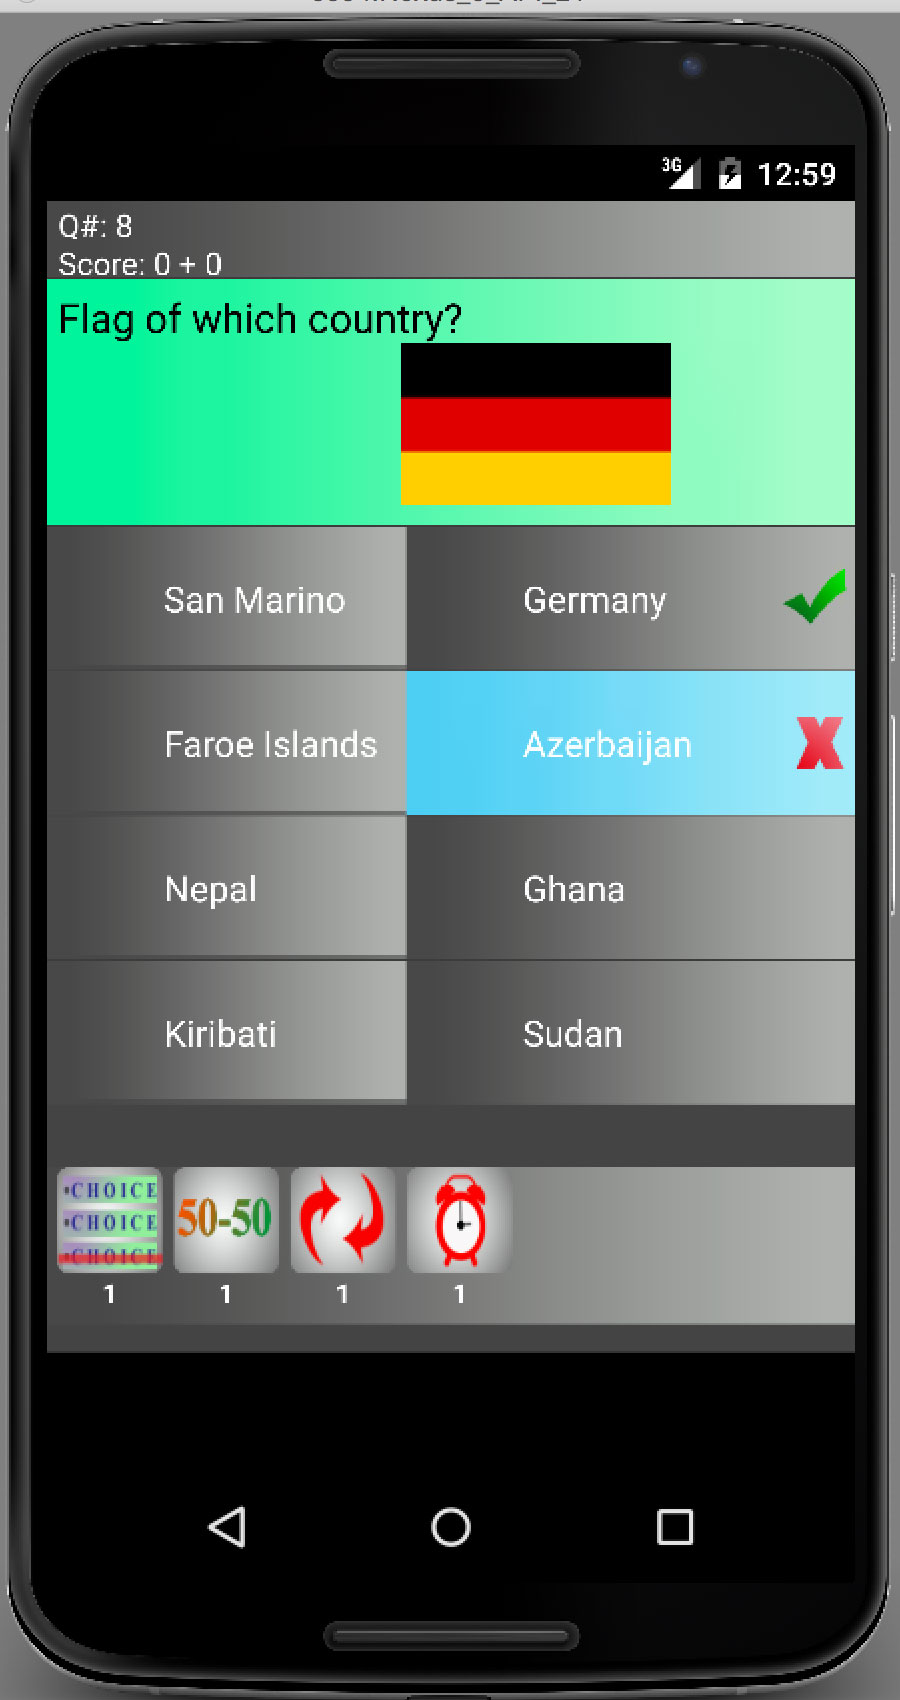 3G 12:59
Q#: 8
Score: 0 + 0
Flag of which country?
San Marino
Germany
Faroe Islands
Azerbaijan
Nepal
Ghana
Kiribati
Sudan
•CHOICE
•CHOICE
•CHOICE
50-50
1 1 1 1